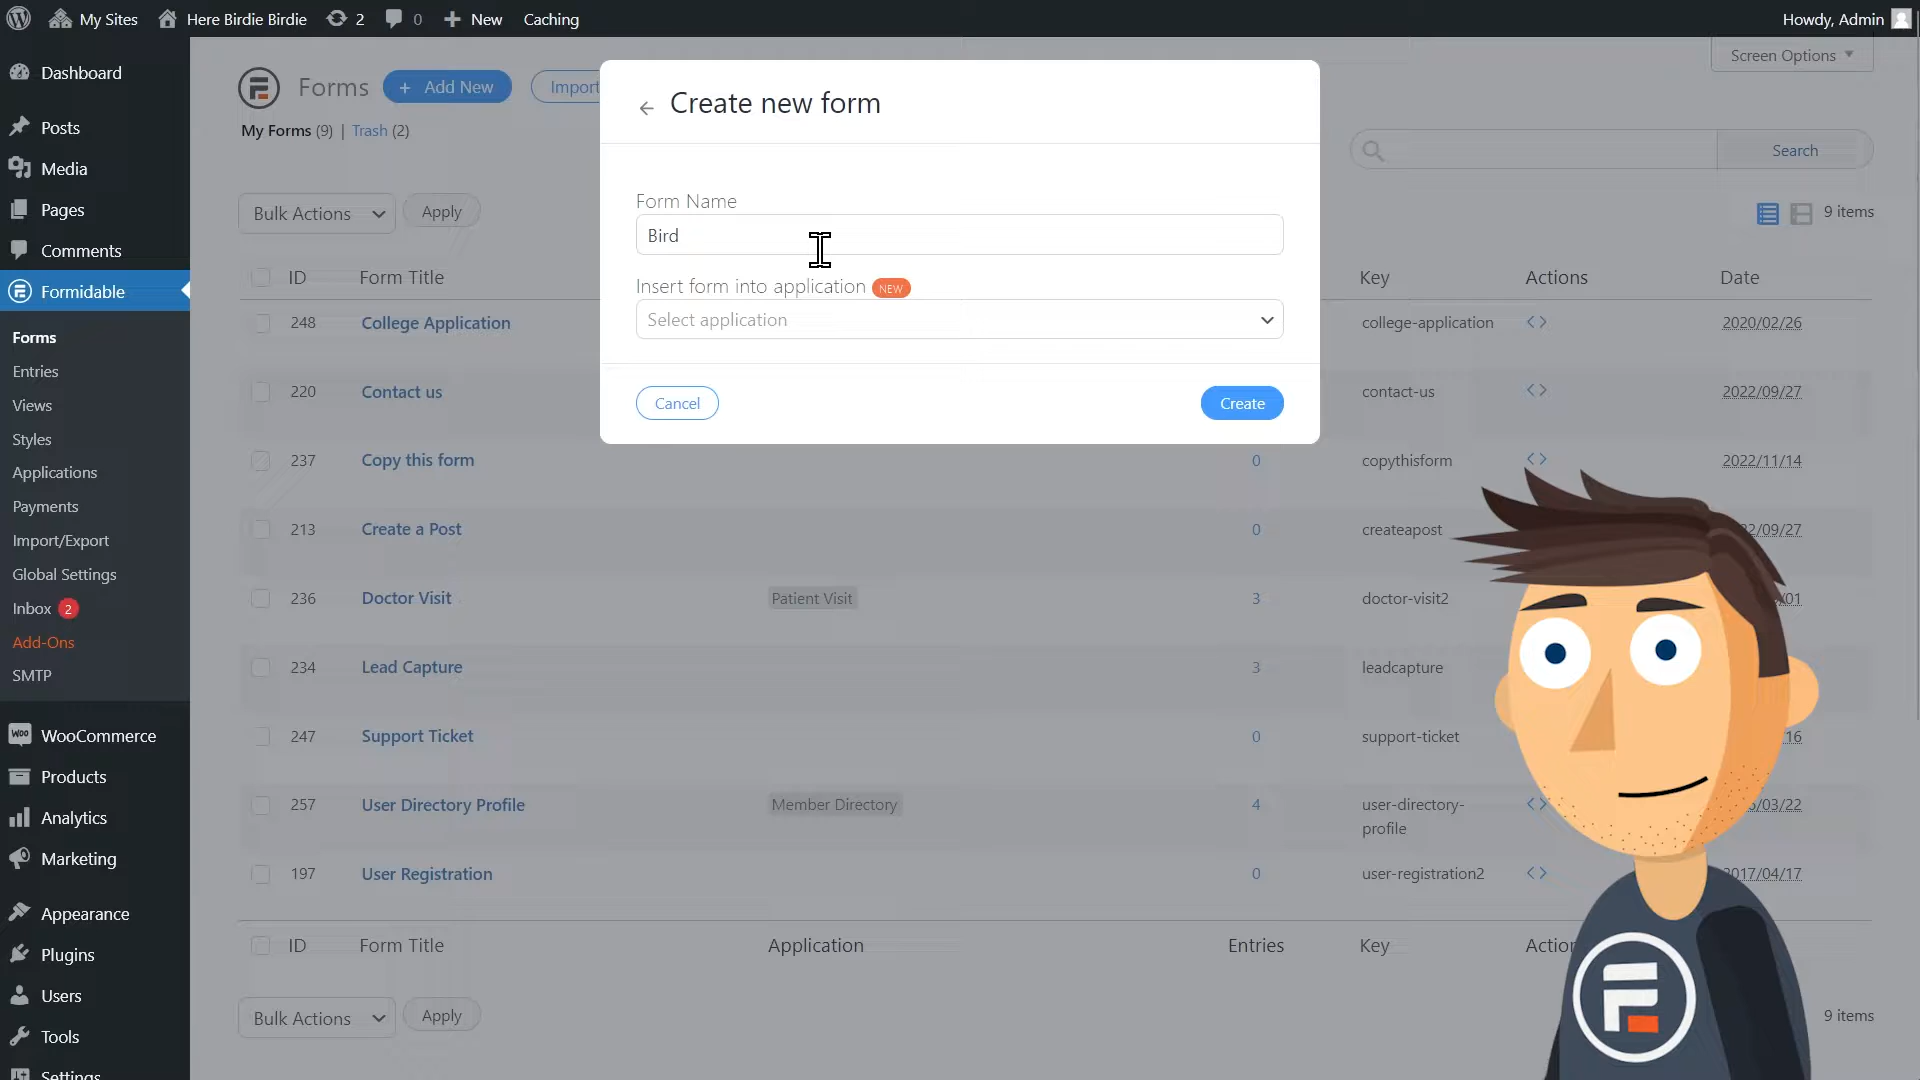 My Sites
Here Birdie Birdie
2
0
New
Caching
Howdy, Admin
Dashboard
Posts
Media
Pages
Comments
Formidable
Forms
Entries
Views
Styles
Applications
Payments
Import/Export
Global Settings
Inbox 2
Add-Ons
SMTP
WooCommerce
Products
Analytics
Marketing
Appearance
Plugins
Users
Tools
Settings
Forms
+ Add New
Import
Screen Options
My Forms (9) | Trash (2)
Search
Bulk Actions
Apply
9 items
Create new form
Form Name
Bird
Insert form into application NEW
Select application
Cancel
Create
ID Form Title Key Actions Date
248 College Application college-application 2020/02/26
220 Contact us contact-us 2022/09/27
237 Copy this form 0 copythisform 2022/11/14
213 Create a Post 0 createapost 22/09/27
236 Doctor Visit Patient Visit 3 doctor-visit2 /01
234 Lead Capture 3 leadcapture
247 Support Ticket 0 support-ticket 16
257 User Directory Profile Member Directory 4 user-directory-
profile /03/22
197 User Registration 0 user-registration2 2017/04/17
ID Form Title Application Entries Key Action
Bulk Actions
Apply
9 items